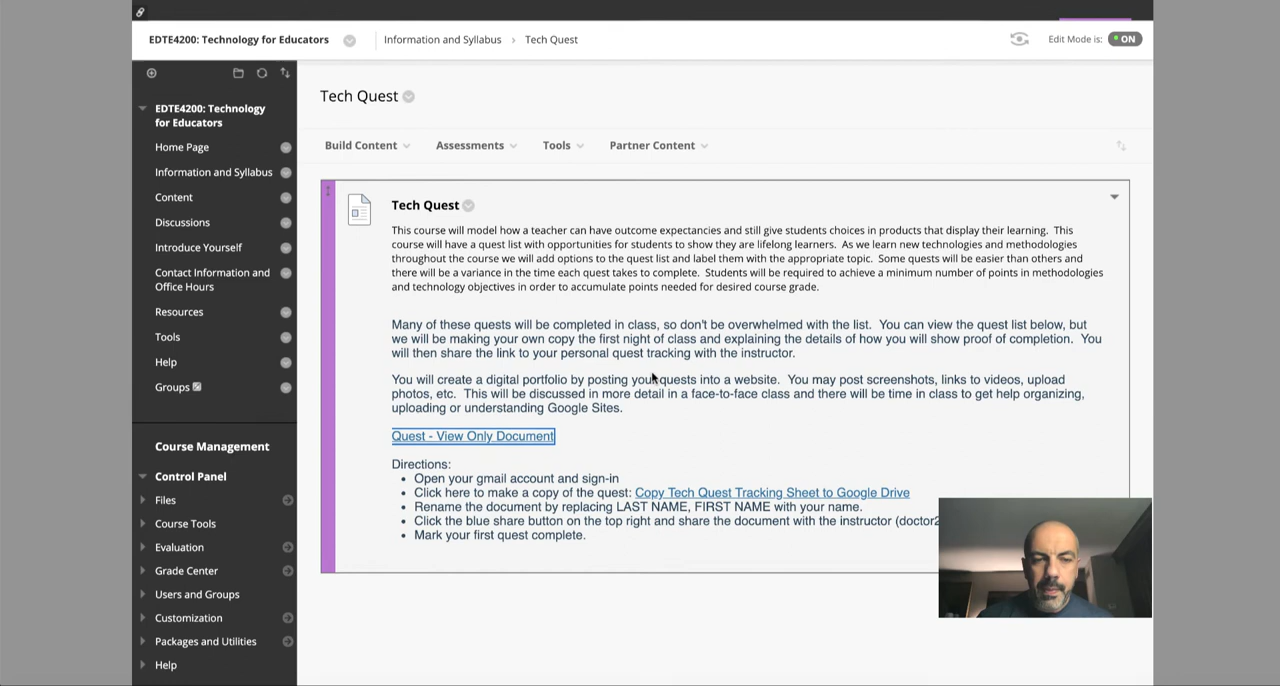 EDTE4200: Technology for Educators
Information and Syllabus › Tech Quest
Edit Mode is: ON
EDTE4200: Technology
for Educators
Home Page
Information and Syllabus
Content
Discussions
Introduce Yourself
Contact Information and
Office Hours
Resources
Tools
Help
Groups
Course Management
Control Panel
Files
Course Tools
Evaluation
Grade Center
Users and Groups
Customization
Packages and Utilities
Help
Tech Quest
Build Content
Assessments
Tools
Partner Content
Tech Quest
This course will model how a teacher can have outcome expectancies and still give students choices in products that display their learning. This
course will have a quest list with opportunities for students to show they are lifelong learners. As we learn new technologies and methodologies
throughout the course we will add options to the quest list and label them with the appropriate topic. Some quests will be easier than others and
there will be a variance in the time each quest takes to complete. Students will be required to achieve a minimum number of points in methodologies
and technology objectives in order to accumulate points needed for desired course grade.
Many of these quests will be completed in class, so don't be overwhelmed with the list. You can view the quest list below, but
we will be making your own copy the first night of class and explaining the details of how you will show proof of completion. You
will then share the link to your personal quest tracking with the instructor.
You will create a digital portfolio by posting your quests into a website. You may post screenshots, links to videos, upload
photos, etc. This will be discussed in more detail in a face-to-face class and there will be time in class to get help organizing,
uploading or understanding Google Sites.
Quest - View Only Document
Directions:
• Open your gmail account and sign-in
• Click here to make a copy of the quest: Copy Tech Quest Tracking Sheet to Google Drive
• Rename the document by replacing LAST NAME, FIRST NAME with your name.
• Click the blue share button on the top right and share the document with the instructor (doctor2
• Mark your first quest complete.